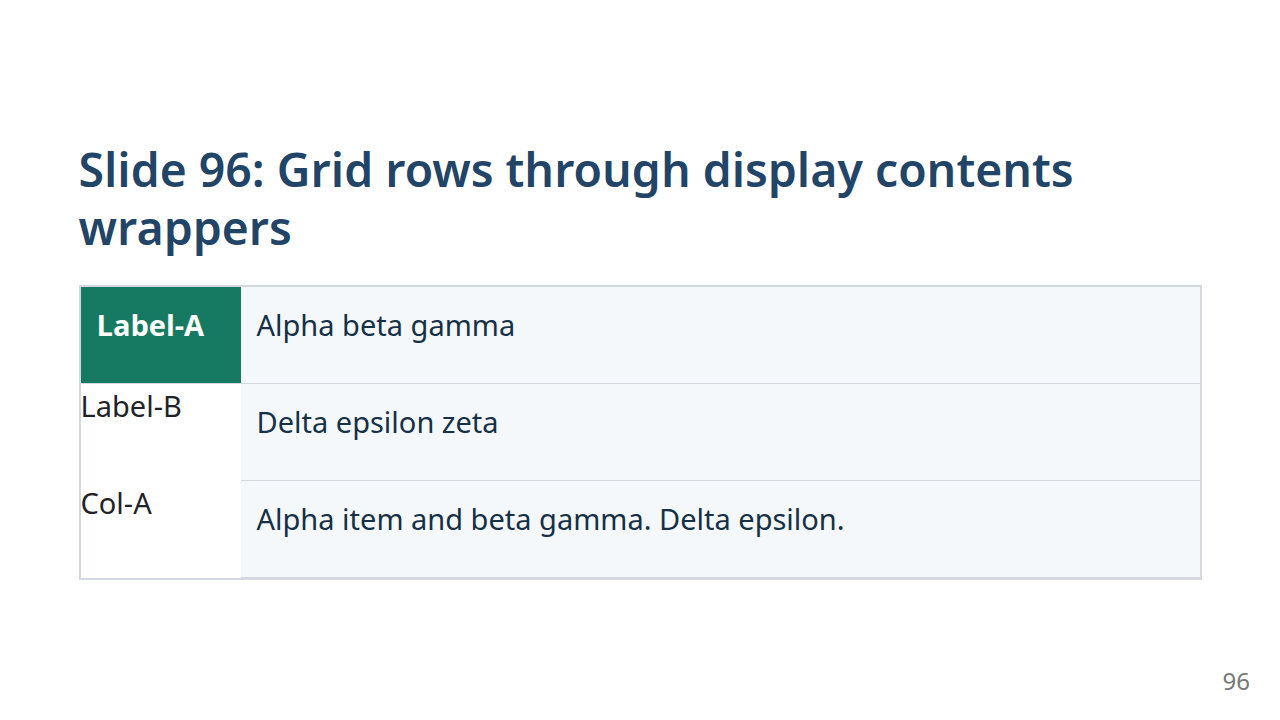 Slide 96: Grid rows through display contents
wrappers
Label-A Alpha beta gamma
Label-B Delta epsilon zeta
Col-A Alpha item and beta gamma. Delta epsilon.
96